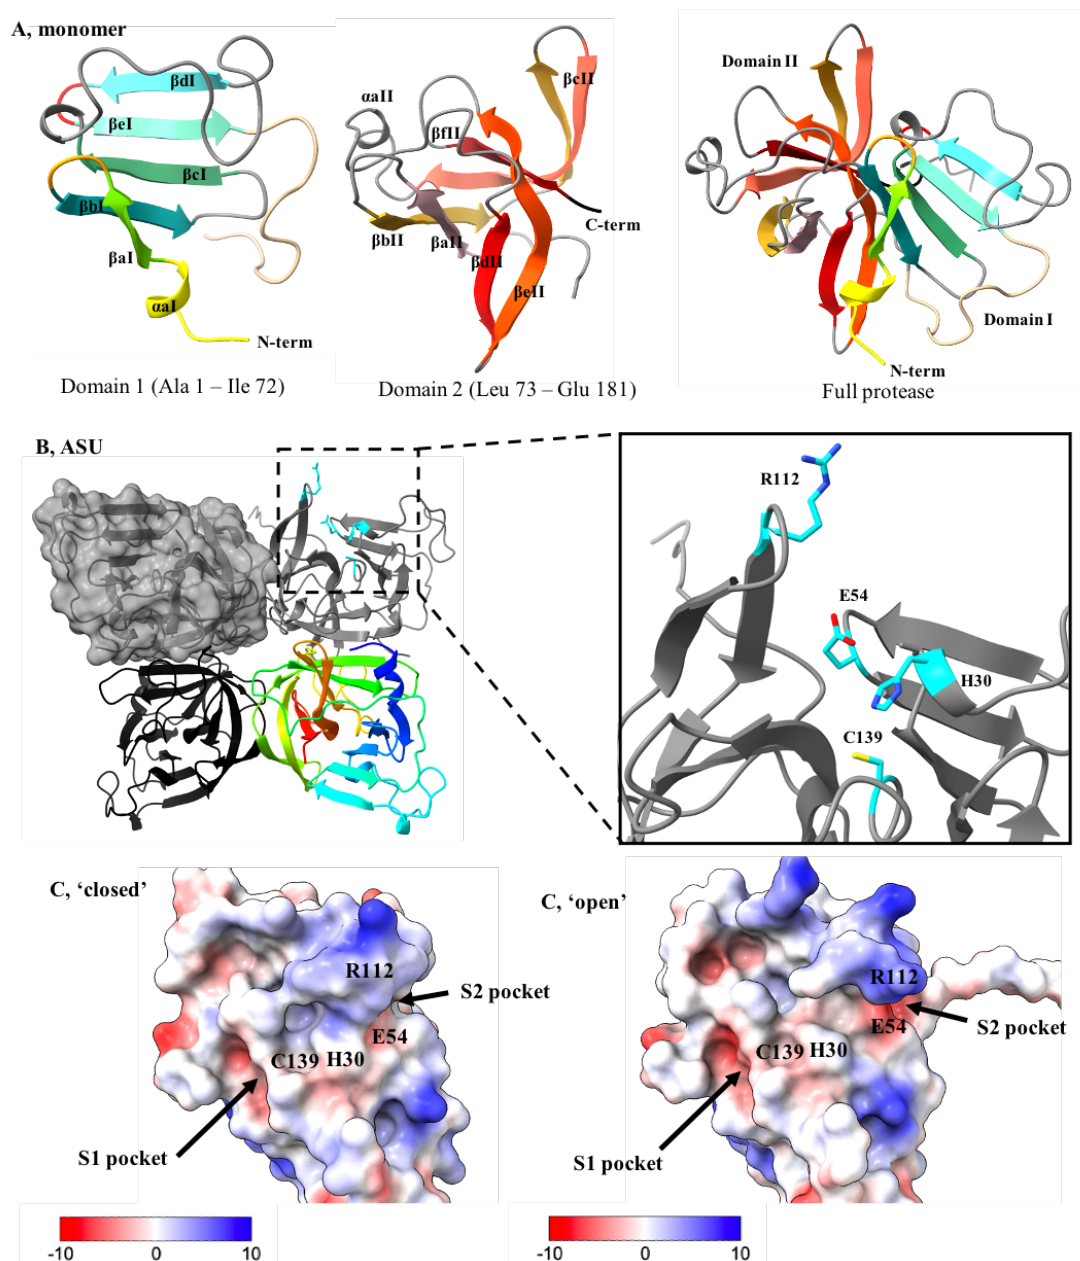 A, monomer
βdI
βeI
βcI
βbI
βaI
αaI
N-term
Domain 1 (Ala 1 – Ile 72)
αaII
βcII
βfII
βbII
βaII
βdII
βeII
C-term
Domain 2 (Leu 73 – Glu 181)
Domain II
Domain I
N-term
Full protease
B, ASU
R112
E54
H30
C139
C, ‘closed’
R112
S2 pocket
E54
C139 H30
S1 pocket
-10 0 10
C, ‘open’
R112
E54
S2 pocket
C139 H30
S1 pocket
-10 0 10